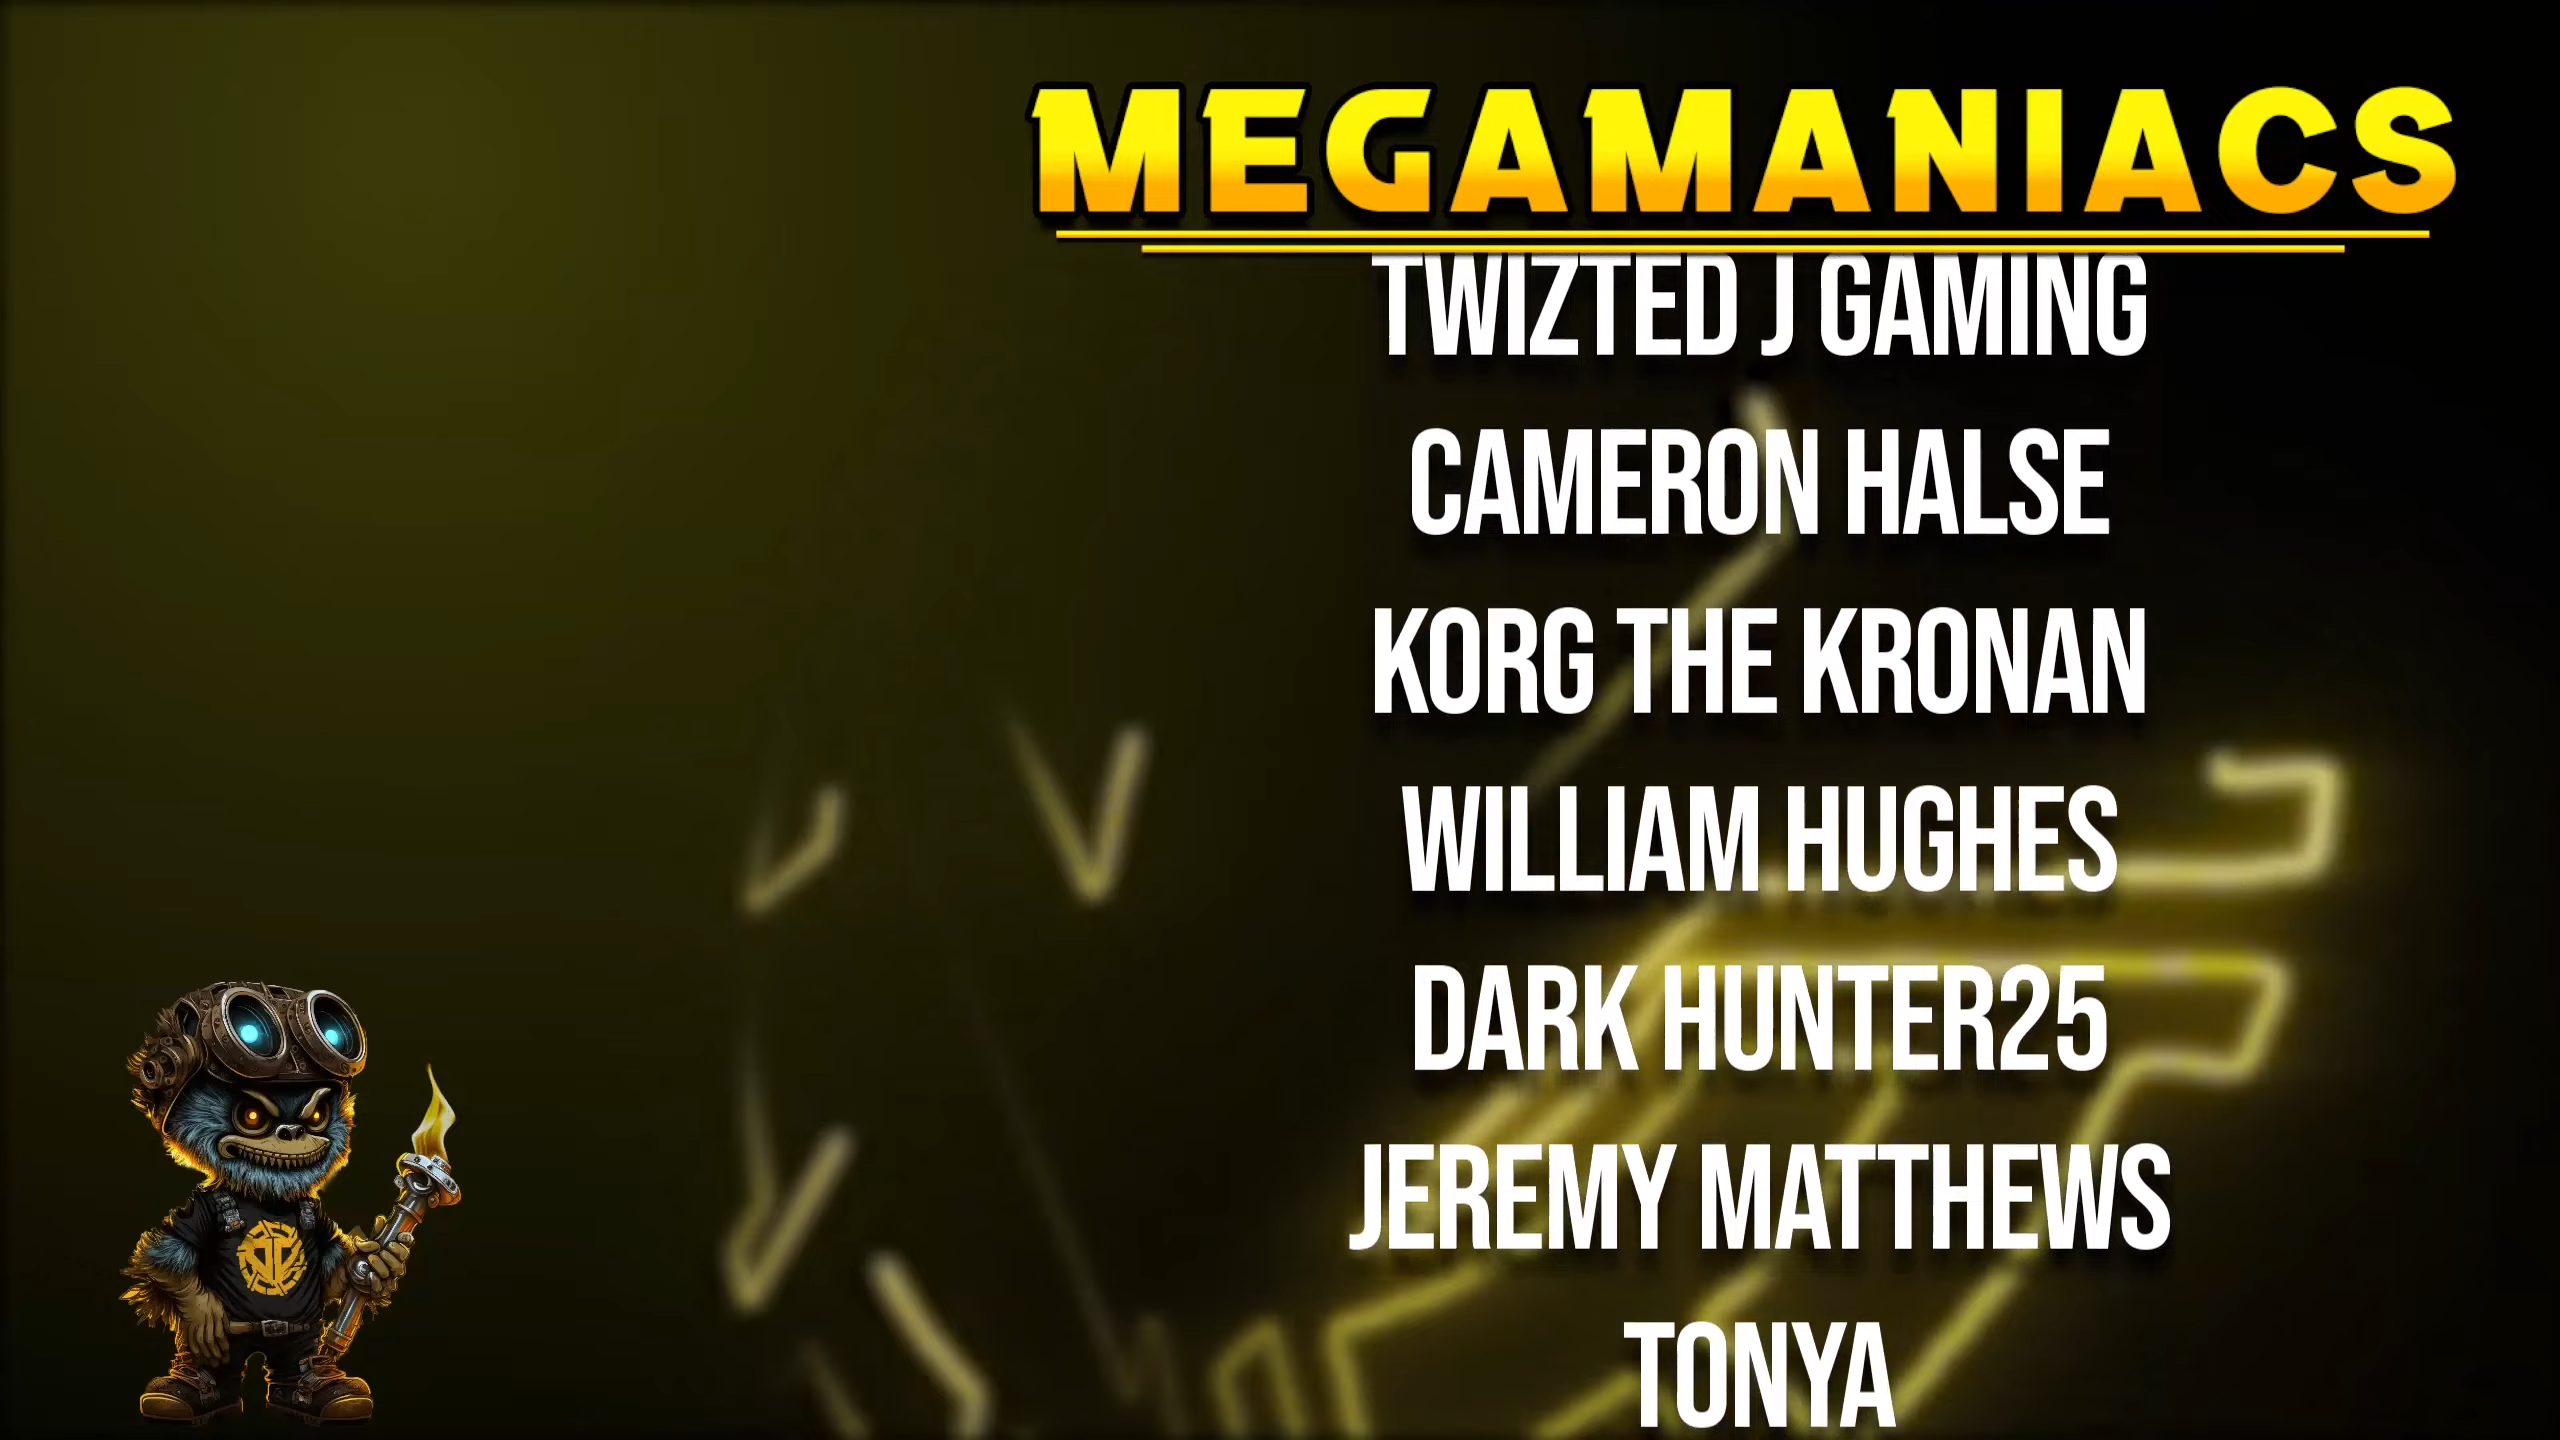 MEGAMANIACS
TWIZTED J GAMING
CAMERON HALSE
KORG THE KRONAN
WILLIAM HUGHES
DARK HUNTER25
JEREMY MATTHEWS
TONYA